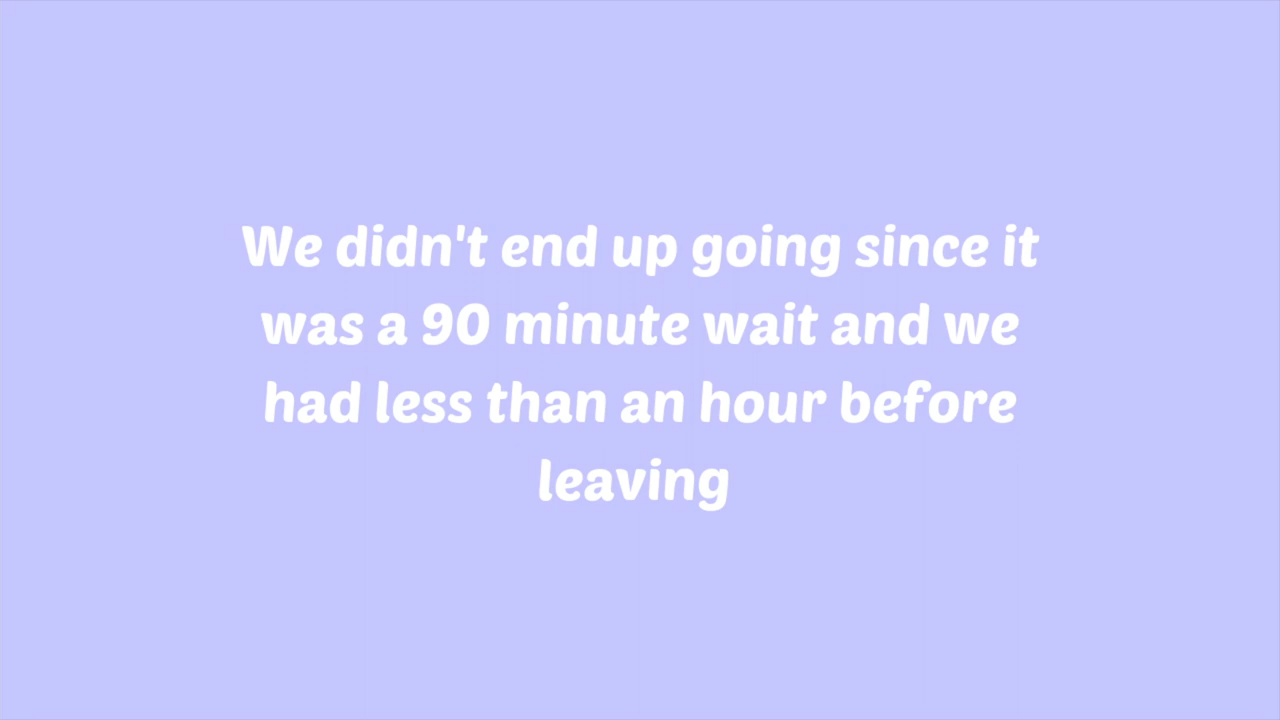 We didn't end up going since it
was a 90 minute wait and we
had less than an hour before
leaving